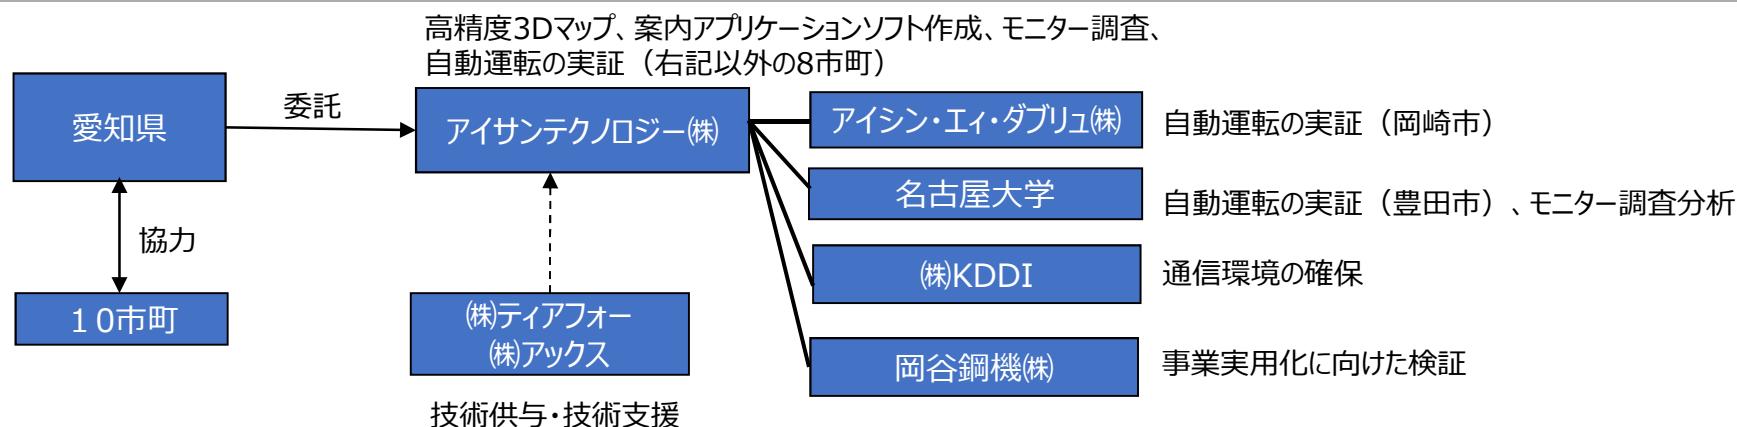 高精度3Dマップ、案内アプリケーションソフト作成、モニター調査、
自動運転の実証（右記以外の8市町）
愛知県
委託
アイサンテクノロジー㈱
アイシン・エィ・ダブリュ㈱
自動運転の実証（岡崎市）
名古屋大学
自動運転の実証（豊田市）、モニター調査分析
協力
㈱KDDI
通信環境の確保
１０市町
㈱ティアフォー
㈱アックス
岡谷鋼機㈱
事業実用化に向けた検証
技術供与・技術支援